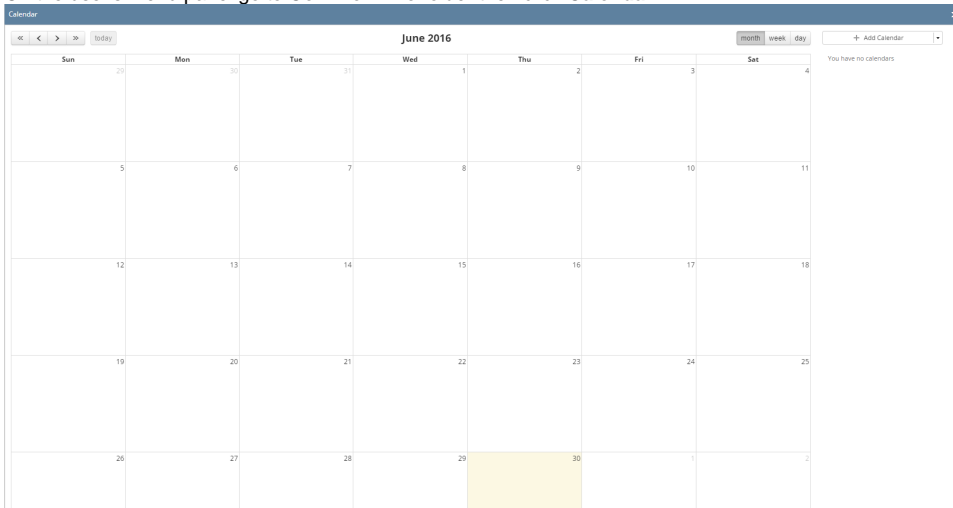 Calendar
« < > » today June 2016 month week day + Add Calendar
Sun Mon Tue Wed Thu Fri Sat You have no calendars
29 30 31 1 2 3 4
5 6 7 8 9 10 11
12 13 14 15 16 17 18
19 20 21 22 23 24 25
26 27 28 29 30 1 2